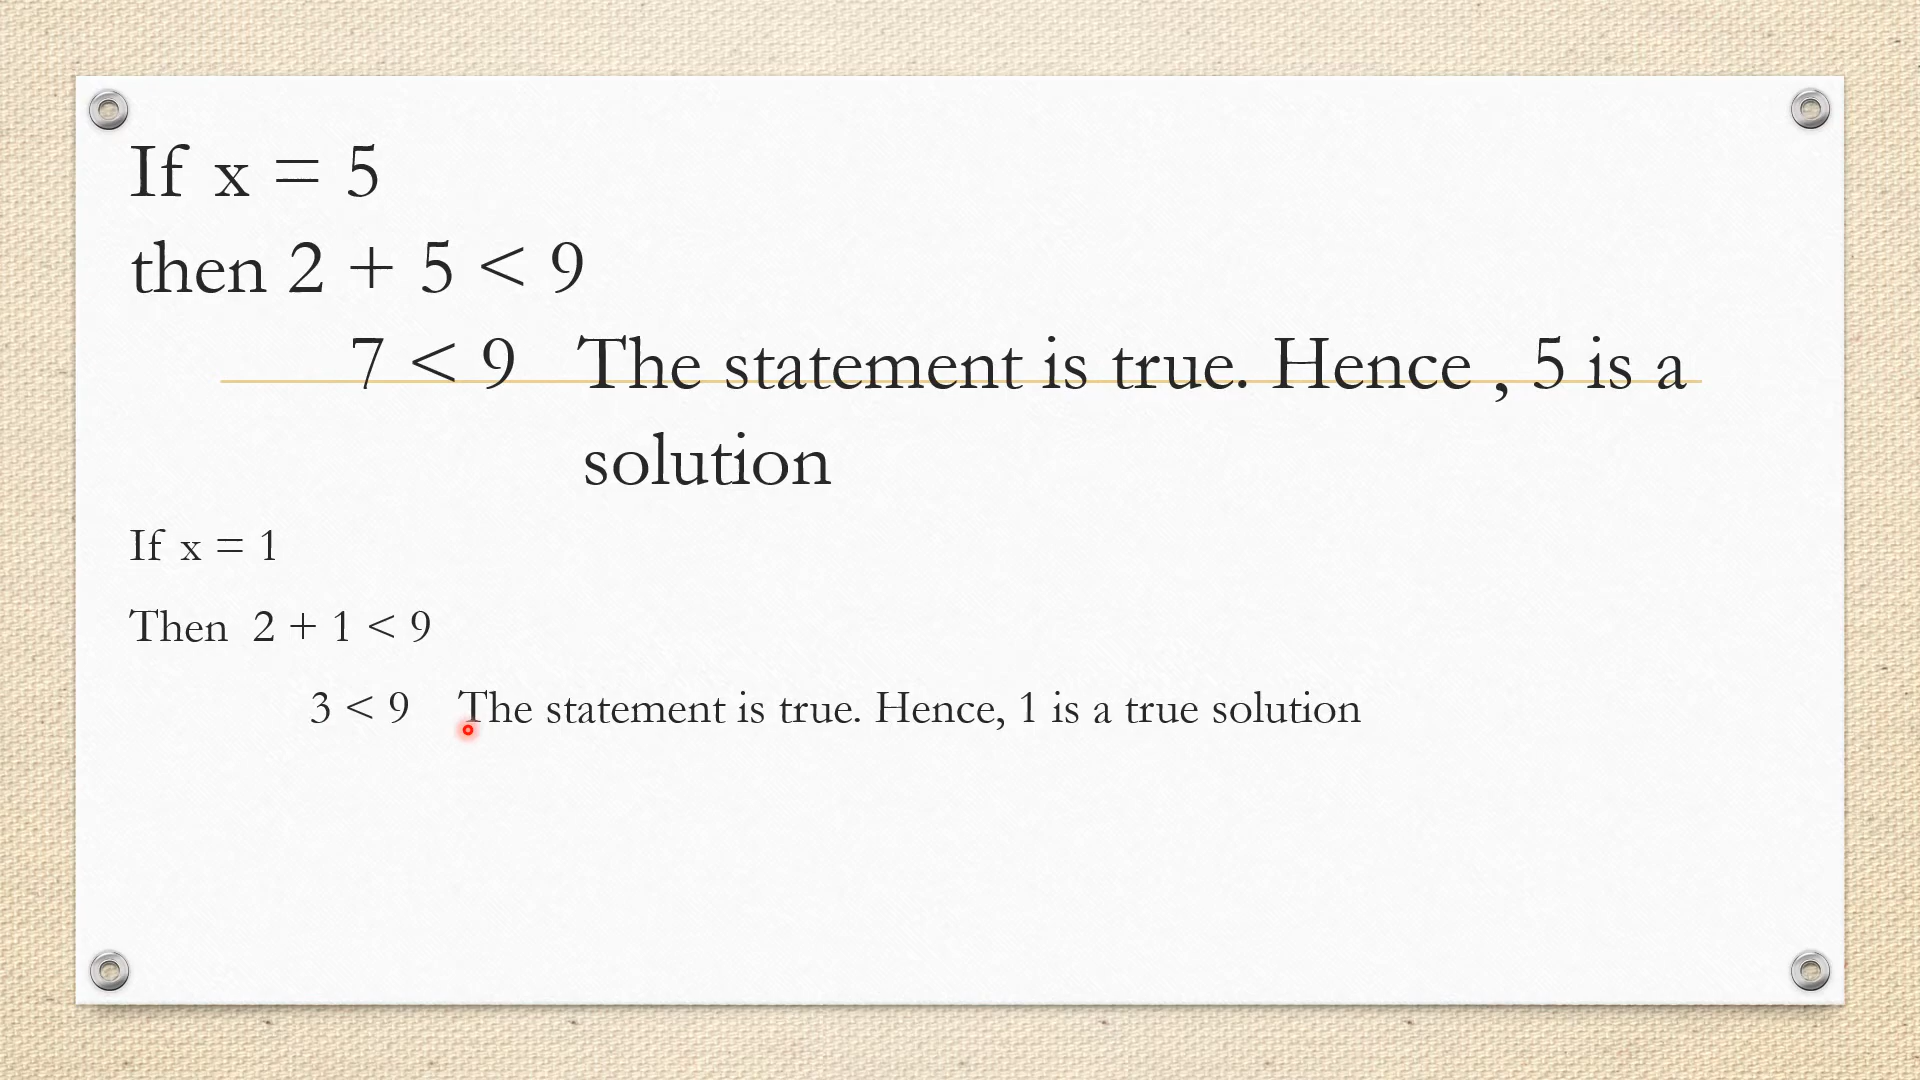 If x = 5
then 2 + 5 < 9
7 < 9 The statement is true. Hence , 5 is a
solution
If x = 1
Then 2 + 1 < 9
3 < 9 The statement is true. Hence, 1 is a true solution